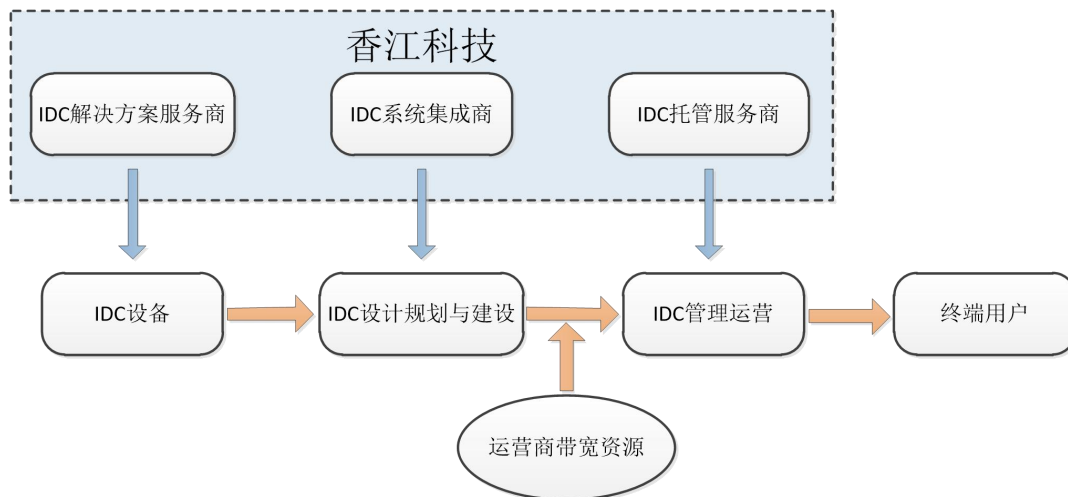 香江科技
IDC解决方案服务商
IDC系统集成商
IDC托管服务商
IDC设备
IDC设计规划与建设
IDC管理运营
终端用户
运营商带宽资源